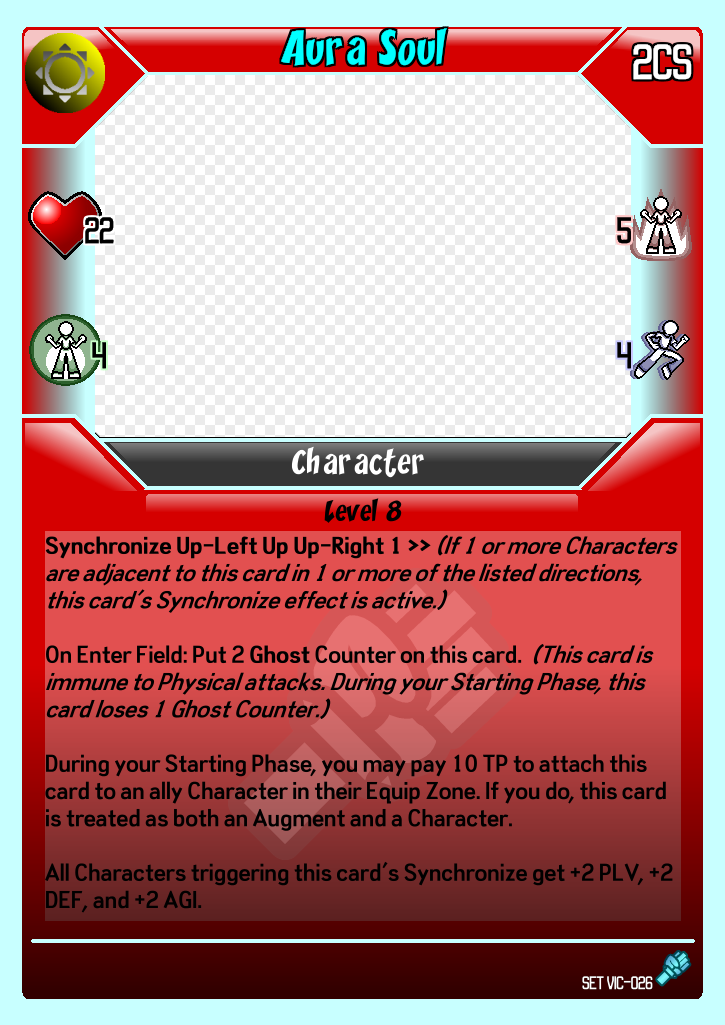 Aura Soul
2CS
22
5
4
4
Character
Level 8
Synchronize Up-Left Up Up-Right 1 >> (If 1 or more Characters
are adjacent to this card in 1 or more of the listed directions,
this card's Synchronize effect is active.)
On Enter Field: Put 2 Ghost Counter on this card. (This card is
immune to Physical attacks. During your Starting Phase, this
card loses 1 Ghost Counter.)
During your Starting Phase, you may pay 10 TP to attach this
card to an ally Character in their Equip Zone. If you do, this card
is treated as both an Augment and a Character.
All Characters triggering this card's Synchronize get +2 PLV, +2
DEF, and +2 AGI.
SET VIC-026